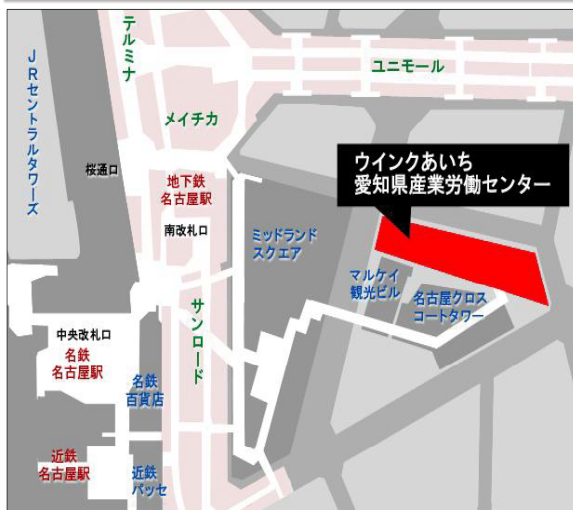 テルミナ
ユニモール
JRセントラルタワーズ
メイチカ
ウインクあいち
愛知県産業労働センター
桜通口
地下鉄
名古屋駅
南改札口
ミッドランド
スクエア
マルケイ
観光ビル
名古屋クロス
コートタワー
サンロード
中央改札口
名鉄
名古屋駅
名鉄
百貨店
近鉄
名古屋駅
近鉄
パッセ